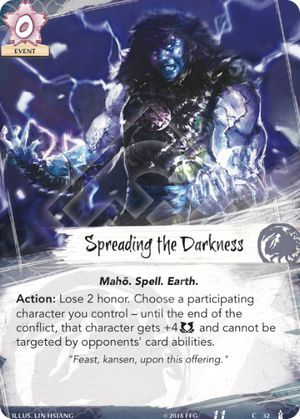 0
EVENT
Spreading the Darkness
Mahō. Spell. Earth.
Action: Lose 2 honor. Choose a participating
character you control – until the end of
the conflict, that character gets +4 and cannot be
targeted by opponents' card abilities.
"Feast, kansen, upon this offering."
ILLUS. LIN HSIANG
© 2018 FFG
11
C 32